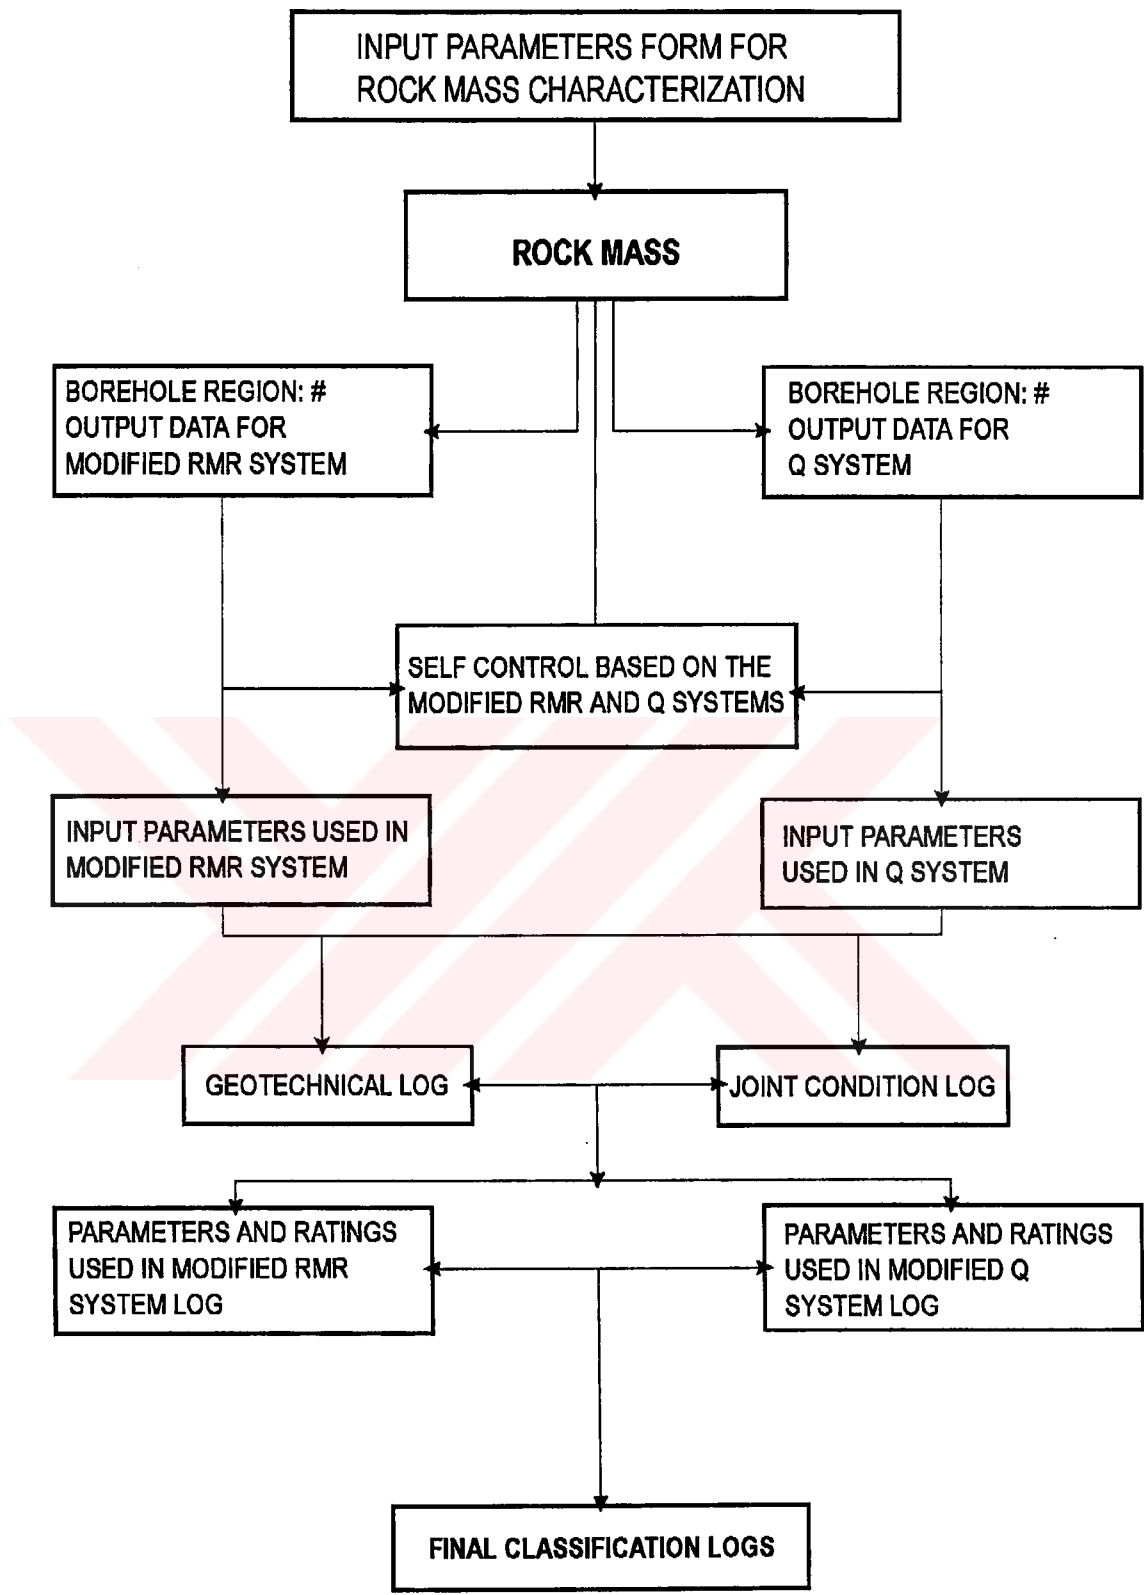 INPUT PARAMETERS FORM FOR
ROCK MASS CHARACTERIZATION
ROCK MASS
BOREHOLE REGION: #
OUTPUT DATA FOR
MODIFIED RMR SYSTEM
BOREHOLE REGION: #
OUTPUT DATA FOR
Q SYSTEM
SELF CONTROL BASED ON THE
MODIFIED RMR AND Q SYSTEMS
INPUT PARAMETERS USED IN
MODIFIED RMR SYSTEM
INPUT PARAMETERS
USED IN Q SYSTEM
GEOTECHNICAL LOG
JOINT CONDITION LOG
PARAMETERS AND RATINGS
USED IN MODIFIED RMR
SYSTEM LOG
PARAMETERS AND RATINGS
USED IN MODIFIED Q
SYSTEM LOG
FINAL CLASSIFICATION LOGS